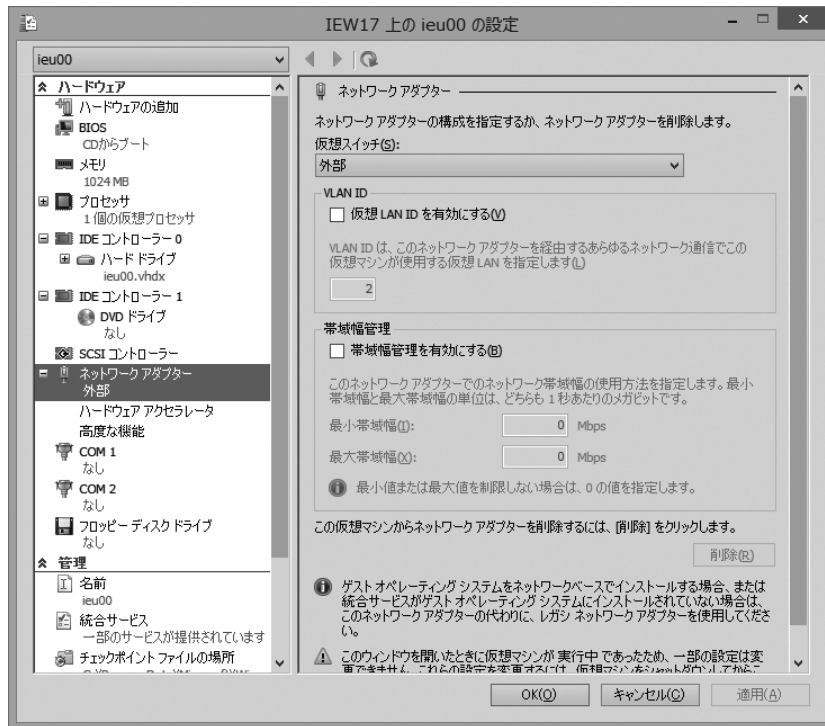 IEW17 上の ieu00 の設定
ieu00
ハードウェア
ハードウェアの追加
BIOS
CDからブート
メモリ
1024 MB
プロセッサ
1 個の仮想プロセッサ
IDE コントローラー 0
ハード ドライブ
ieu00.vhdx
IDE コントローラー 1
DVD ドライブ
なし
SCSI コントローラー
ネットワーク アダプター
外部
ハードウェア アクセラレータ
高度な機能
COM 1
なし
COM 2
なし
フロッピー ディスク ドライブ
なし
管理
名前
ieu00
統合サービス
一部のサービスが提供されています
チェックポイント ファイルの場所
ネットワーク アダプター
ネットワーク アダプターの構成を指定するか、ネットワーク アダプターを削除します。
仮想スイッチ(S):
外部
VLAN ID
仮想 LAN ID を有効にする(V)
VLAN ID は、このネットワーク アダプターを経由するあらゆるネットワーク通信でこの
仮想マシンが使用する仮想 LAN を指定します(L)
2
帯域幅管理
帯域幅管理を有効にする(B)
このネットワーク アダプターでのネットワーク帯域幅の使用方法を指定します。最小
帯域幅と最大帯域幅の単位は、どちらも 1 秒あたりのメガビットです。
最小帯域幅(I):
0 Mbps
最大帯域幅(X):
0 Mbps
最小値または最大値を制限しない場合は、0 の値を指定します。
この仮想マシンからネットワーク アダプターを削除するには、[削除] をクリックします。
削除(R)
ゲスト オペレーティング システムをネットワークベースでインストールする場合、または
統合サービスがゲスト オペレーティング システムにインストールされていない場合は、
このネットワーク アダプターの代わりに、レガシ ネットワーク アダプターを使用してくださ
い。
このウィンドウを開いたときに仮想マシンが 実行中 であったため、一部の設定は変
更できません。これらの設定を変更するには、仮想マシンをシャットダウンしてからこ
OK(O)
キャンセル(C)
適用(A)